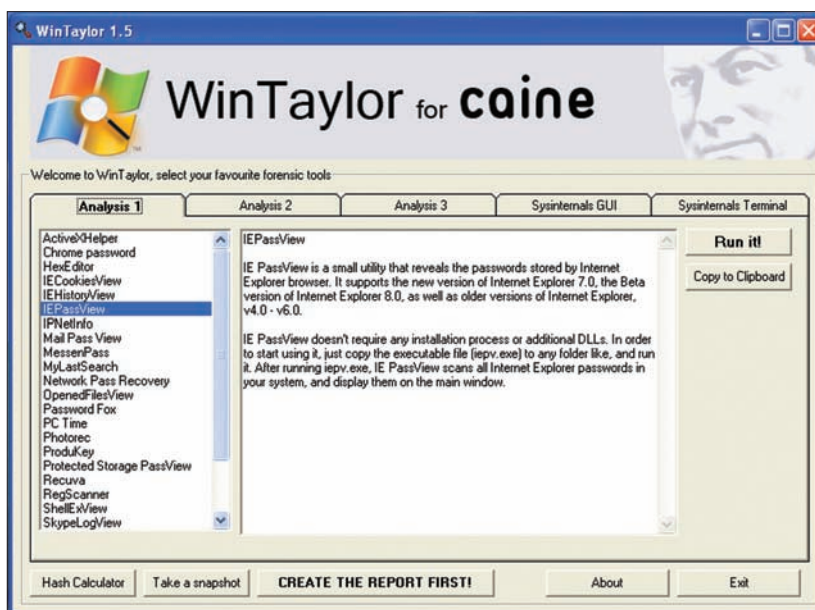 WinTaylor 1.5
WinTaylor for caine
TM
Welcome to WinTaylor, select your favourite forensic tools
Analysis 1
Analysis 2
Analysis 3
Sysinternals GUI
Sysinternals Terminal
ActiveXHelper
Chrome password
HexEditor
IECookiesView
IEHistoryView
IEPassView
IPNetInfo
Mail Pass View
MessenPass
MyLastSearch
Network Pass Recovery
OpenedFilesView
Password Fox
PC Time
Photorec
ProduKey
Protected Storage PassView
Recuva
RegScanner
ShellExView
SkypeLogView
IEPassView
IE PassView is a small utility that reveals the passwords stored by Internet
Explorer browser. It supports the new version of Internet Explorer 7.0, the Beta
version of Internet Explorer 8.0, as well as older versions of Internet Explorer,
v4.0 - v6.0.
IE PassView doesn't require any installation process or additional DLLs. In order
to start using it, just copy the executable file (iepv.exe) to any folder like, and run
it. After running iepv.exe, IE PassView scans all Internet Explorer passwords in
your system, and display them on the main window.
Run it!
Copy to Clipboard
Hash Calculator
Take a snapshot
CREATE THE REPORT FIRST!
About
Exit